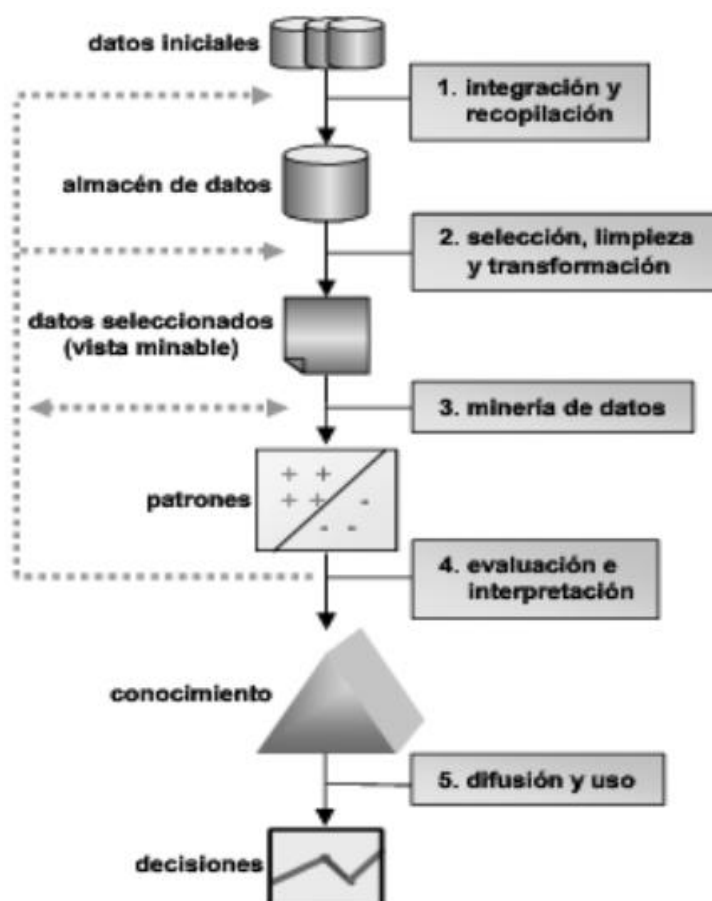 datos iniciales
1. integración y
recopilación
almacén de datos
2. selección, limpieza
y transformación
datos seleccionados
(vista minable)
3. minería de datos
patrones
4. evaluación e
interpretación
conocimiento
5. difusión y uso
decisiones